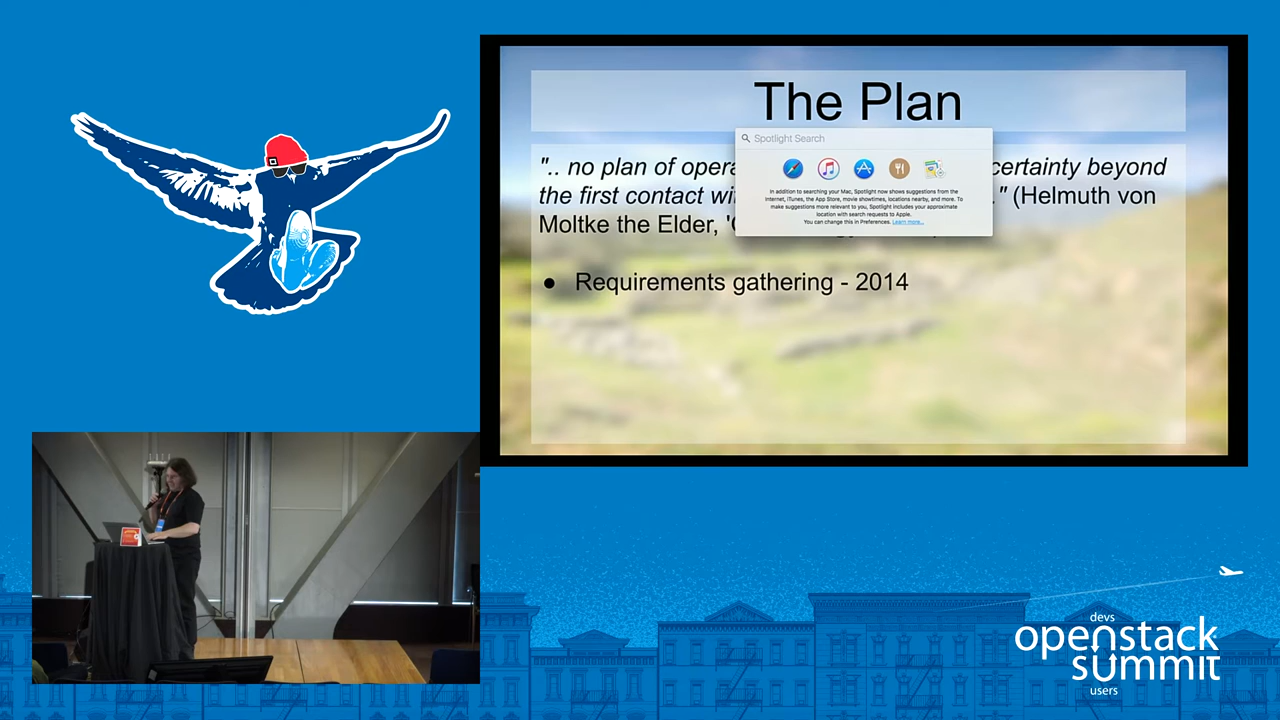 The Plan
Spotlight Search
".. no plan of opera certainty beyond
the first contact wi ." (Helmuth von
Moltke the Elder, '
In addition to searching your Mac, Spotlight now shows suggestions from the
Internet, iTunes, the App Store, movie showtimes, locations nearby, and more. To
make suggestions more relevant to you, Spotlight includes your approximate
location with search requests to Apple.
You can change this in Preferences. Learn more...
● Requirements gathering - 2014
devs
openstack
summit
users